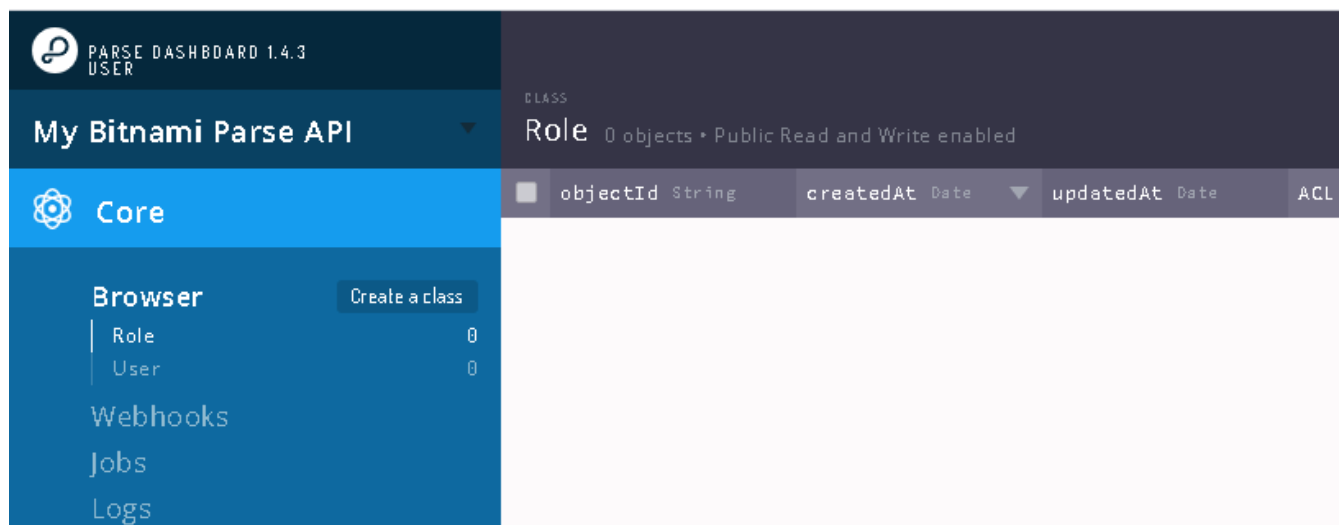 PARSE DASHBOARD 1.4.3
USER
My Bitnami Parse API
Core
Browser
Create a class
Role 0
User 0
Webhooks
Jobs
Logs
CLASS
Role 0 objects • Public Read and Write enabled
objectId String createdAt Date updatedAt Date ACL